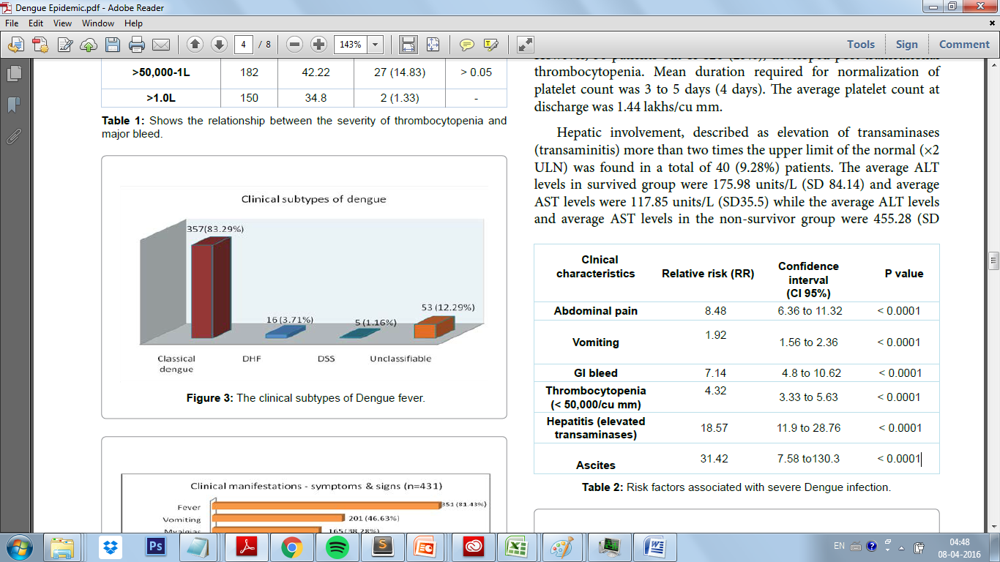 Dengue Epidemic.pdf - Adobe Reader
File Edit View Window Help
4 / 8 143% Tools Sign Comment
>50,000-1L 182 42.22 27 (14.83) > 0.05
>1.0L 150 34.8 2 (1.33) -
Table 1: Shows the relationship between the severity of thrombocytopenia and
major bleed.
Clinical subtypes of dengue
357(83.29%)
16 (3.71%)
5 (1.16%)
53 (12.29%)
Classical
dengue
DHF
DSS
Unclassifiable
Figure 3: The clinical subtypes of Dengue fever.
Clinical manifestations - symptoms & signs (n=431)
Fever 351 (81.43%)
Vomiting 201 (46.63%)
Myalgias 165 (38.28%)
thrombocytopenia. Mean duration required for normalization of
platelet count was 3 to 5 days (4 days). The average platelet count at
discharge was 1.44 lakhs/cu mm.
Hepatic involvement, described as elevation of transaminases
(transaminitis) more than two times the upper limit of the normal (×2
ULN) was found in a total of 40 (9.28%) patients. The average ALT
levels in survived group were 175.98 units/L (SD 84.14) and average
AST levels were 117.85 units/L (SD35.5) while the average ALT levels
and average AST levels in the non-survivor group were 455.28 (SD
Clnical
characteristics
Relative risk (RR)
Confidence
interval
(CI 95%)
P value
Abdominal pain 8.48 6.36 to 11.32 < 0.0001
Vomiting 1.92 1.56 to 2.36 < 0.0001
GI bleed 7.14 4.8 to 10.62 < 0.0001
Thrombocytopenia
(< 50,000/cu mm) 4.32 3.33 to 5.63 < 0.0001
Hepatitis (elevated
transaminases) 18.57 11.9 to 28.76 < 0.0001
Ascites 31.42 7.58 to130.3 < 0.0001
Table 2: Risk factors associated with severe Dengue infection.
Ps
EN
04:48
08-04-2016